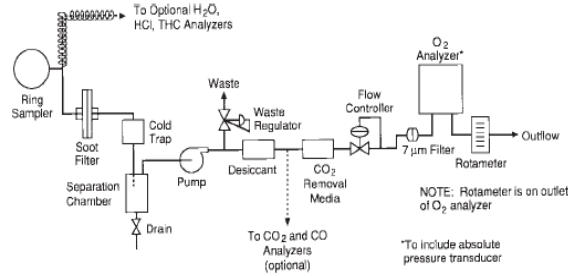 To Optional H2O,
HCl, THC Analyzers
Ring
Sampler
Soot
Filter
Cold
Trap
Separation
Chamber
Drain
Waste
Waste
Regulator
Pump
Desiccant
CO2
Removal
Media
Flow
Controller
O2
Analyzer*
7 μm Filter
Rotameter
Outflow
To CO2 and CO
Analyzers
(optional)
NOTE: Rotameter is on outlet
of O2 analyzer
*To include absolute
pressure transducer